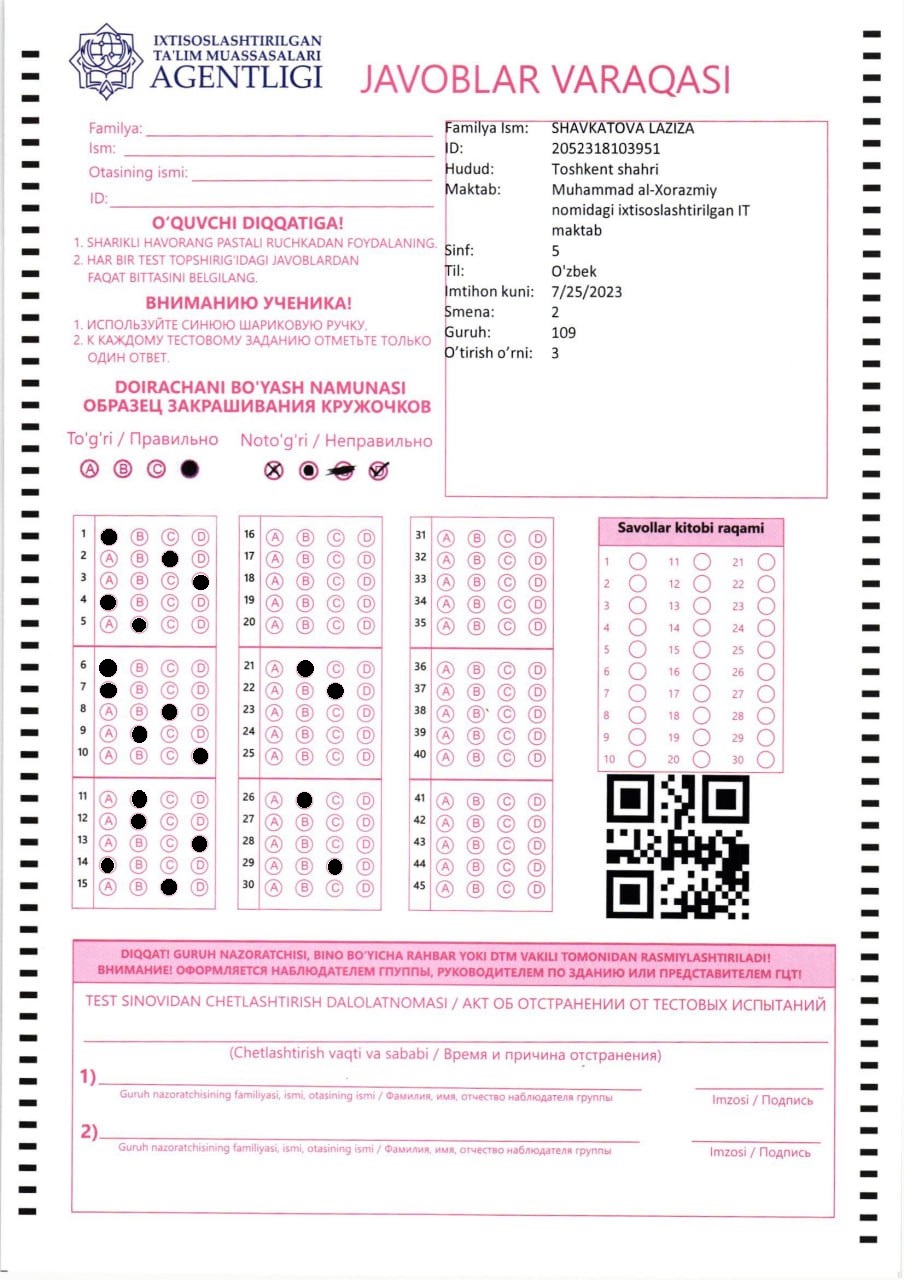 IXTISOSLASHTIRILGAN
TA'LIM MUASSASALARI
AGENTLIGI
JAVOBLAR VARAQASI
Familya:
Ism:
Otasining ismi:
ID:
O'QUVCHI DIQQATIGA!
1. SHARIKLI HAVORANG PASTALI RUCHKADAN FOYDALANING.
2. HAR BIR TEST TOPSHIRIG'IDAGI JAVOBLARDAN
FAQAT BITTASINI BELGILANG.
ВНИМАНИЮ УЧЕНИКА!
1. ИСПОЛЬЗУЙТЕ СИНЮЮ ШАРИКОВУЮ РУЧКУ.
2. К КАЖДОМУ ТЕСТОВОМУ ЗАДАНИЮ ОТМЕТЬТЕ ТОЛЬКО
ОДИН ОТВЕТ.
DOIRACHANI BO'YASH NAMUNASI
ОБРАЗЕЦ ЗАКРАШИВАНИЯ КРУЖОЧКОВ
To'g'ri / Правильно Noto'g'ri / Неправильно
A B C
Familya Ism: SHAVKATOVA LAZIZA
ID: 2052318103951
Hudud: Toshkent shahri
Maktab: Muhammad al-Xorazmiy
nomidagi ixtisoslashtirilgan IT
maktab
Sinf: 5
Til: O'zbek
Imtihon kuni: 7/25/2023
Smena: 2
Guruh: 109
O'tirish o'rni: 3
1 B C D
2 A B D
3 A B C
4 B C D
5 A C D
6 B C D
7 B C D
8 A B D
9 A C D
10 A B C
11 A C D
12 A C D
13 A B C
14 B C D
15 A B D
16 A B C D
17 A B C D
18 A B C D
19 A B C D
20 A B C D
21 A C D
22 A B D
23 A B C D
24 A B C D
25 A B C D
26 A C D
27 A B C D
28 A B C D
29 A B D
30 A B C D
31 A B C D
32 A B C D
33 A B C D
34 A B C D
35 A B C D
36 A B C D
37 A B C D
38 A B C D
39 A B C D
40 A B C D
41 A B C D
42 A B C D
43 A B C D
44 A B C D
45 A B C D
Savollar kitobi raqami
1 11 21
2 12 22
3 13 23
4 14 24
5 15 25
6 16 26
7 17 27
8 18 28
9 19 29
10 20 30
DIQQAT! GURUH NAZORATCHISI, BINO BO'YICHA RAHBAR YOKI DTM VAKILI TOMONIDAN RASMIYLASHTIRILADI!
ВНИМАНИЕ! ОФОРМЛЯЕТСЯ НАБЛЮДАТЕЛЕМ ГППУПЫ, РУКОВОДИТЕЛЕМ ПО ЗДАНИЮ ИЛИ ПРЕДСТАВИТЕЛЕМ ГЦТ!
TEST SINOVIDAN CHETLASHTIRISH DALOLATNOMASI / АКТ ОБ ОТСТРАНЕНИИ ОТ ТЕСТОВЫХ ИСПЫТАНИЙ
(Chetlashtirish vaqti va sababi / Время и причина отстранения)
1)
Guruh nazoratchisining familiyasi, ismi, otasining ismi / Фамилия, имя, отчество наблюдателя группы Imzosi / Подпись
2)
Guruh nazoratchisining familiyasi, ismi, otasining ismi / Фамилия, имя, отчество наблюдателя группы Imzosi / Подпись